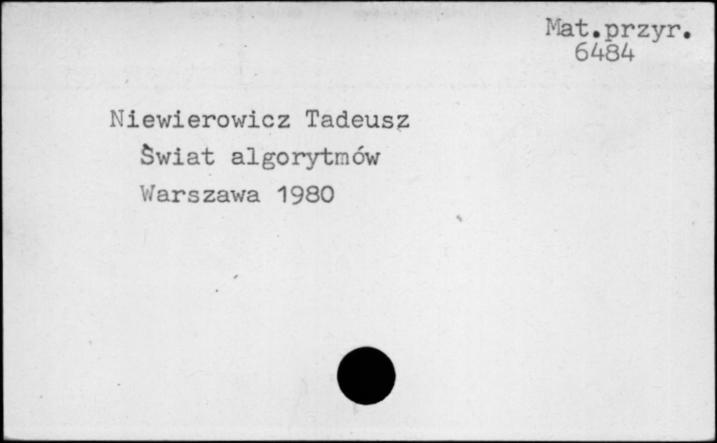 Mat.przyr.
6484
Niewierowicz Tadeusz
Świat algorytmów
Warszawa 1980